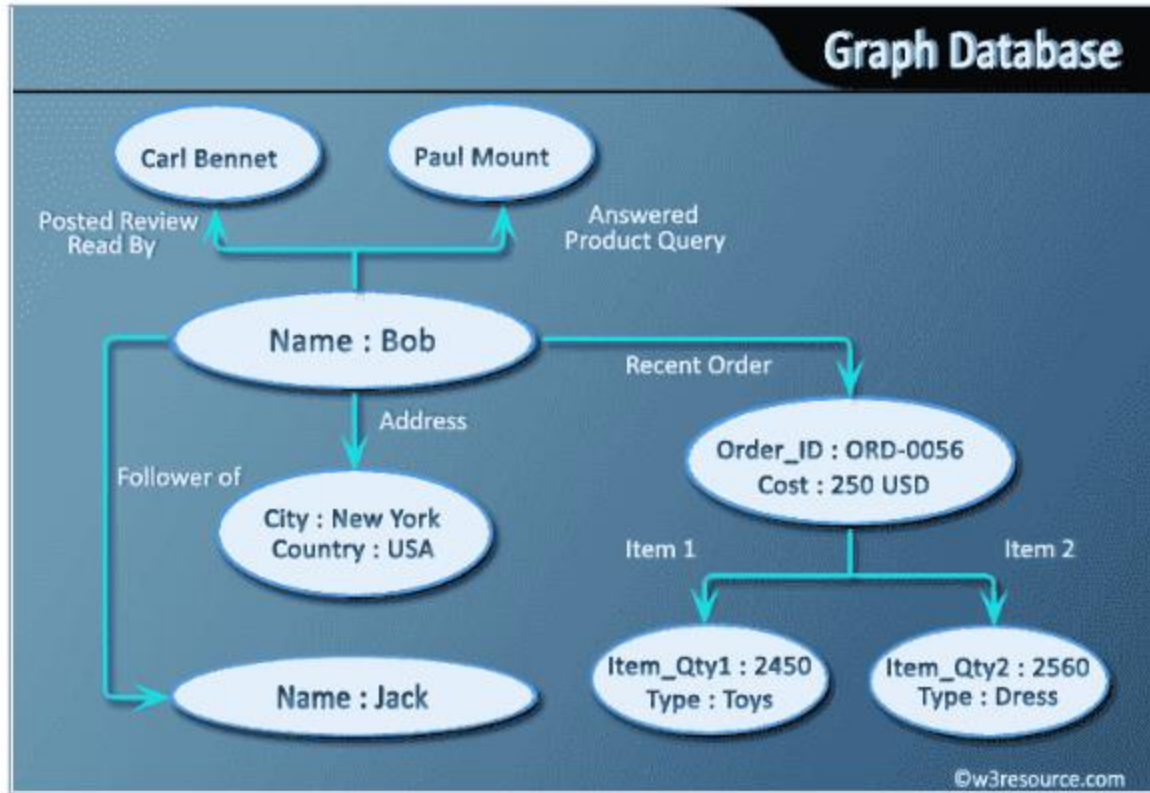 Graph Database
Carl Bennet
Paul Mount
Posted Review
Read By
Answered
Product Query
Name : Bob
Recent Order
Address
Order_ID : ORD-0056
Cost : 250 USD
Follower of
City : New York
Country : USA
Item 1
Item 2
Item_Qty1 : 2450
Type : Toys
Item_Qty2 : 2560
Type : Dress
Name : Jack
©w3resource.com